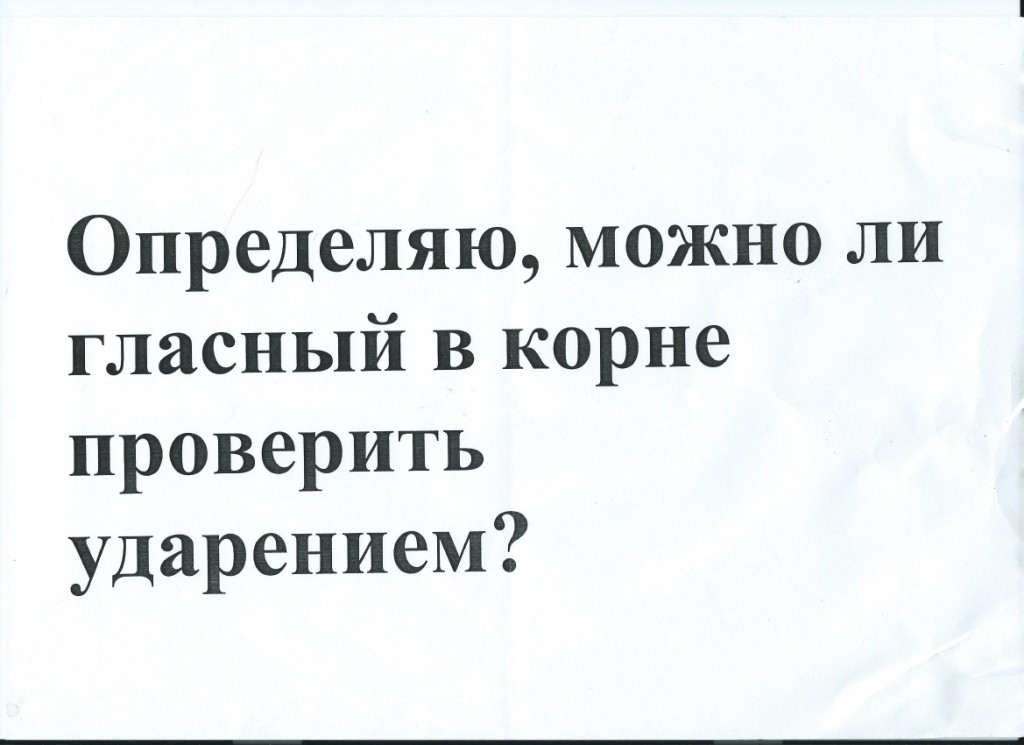 Определяю, можно ли
гласный в корне
проверить
ударением?